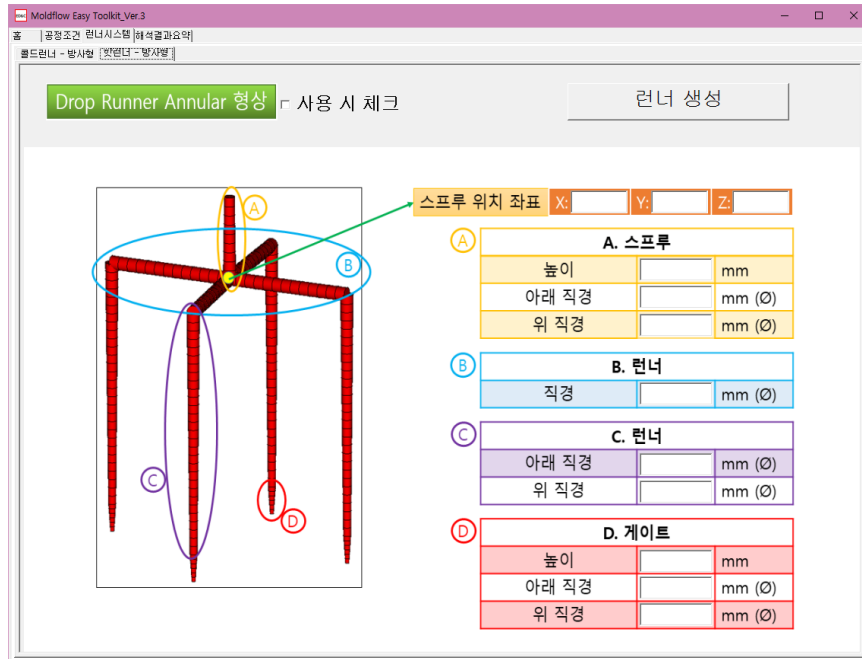 Moldflow Easy Toolkit_Ver.3
홈 공정조건 런너시스템 해석결과요약
콜드런너 - 방사형 핫런너 - 방사형
Drop Runner Annular 형상 사용 시 체크 런너 생성
스프루 위치 좌표 X: Y: Z:
A
B
C
D
A A. 스프루
높이 mm
아래 직경 mm (Ø)
위 직경 mm (Ø)
B B. 런너
직경 mm (Ø)
C C. 런너
아래 직경 mm (Ø)
위 직경 mm (Ø)
D D. 게이트
높이 mm
아래 직경 mm (Ø)
위 직경 mm (Ø)